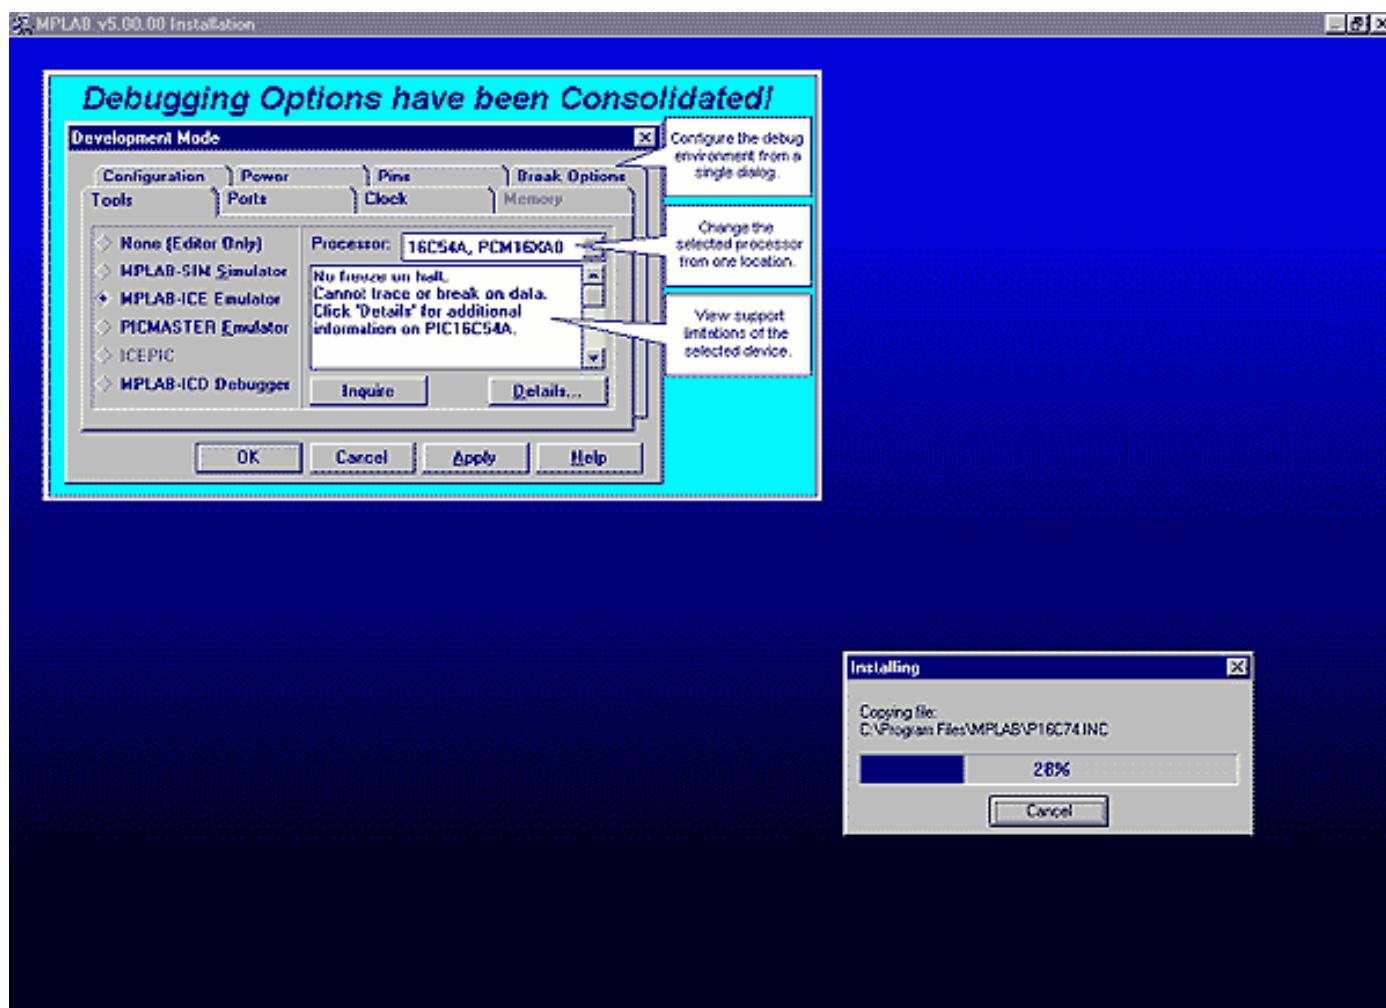 MPLAB v5.00.00 Installation
Debugging Options have been Consolidated!
Development Mode
Configuration Power Pins Break Options
Tools Ports Clock Memory
None (Editor Only)
MPLAB-SIM Simulator
MPLAB-ICE Emulator
PICMASTER Emulator
ICEPIC
MPLAB-ICD Debugger
Processor: 16C54A, PCM16XA0
No freeze on halt.
Cannot trace or break on data.
Click "Details" for additional
information on PIC16C54A.
Inquire Details...
OK Cancel Apply Help
Configure the debug
environment from a
single dialog.
Change the
selected processor
from one location.
View support
limitations of the
selected device.
Installing
Copying file:
C:\Program Files\MPLAB\P16C74.INC
28%
Cancel